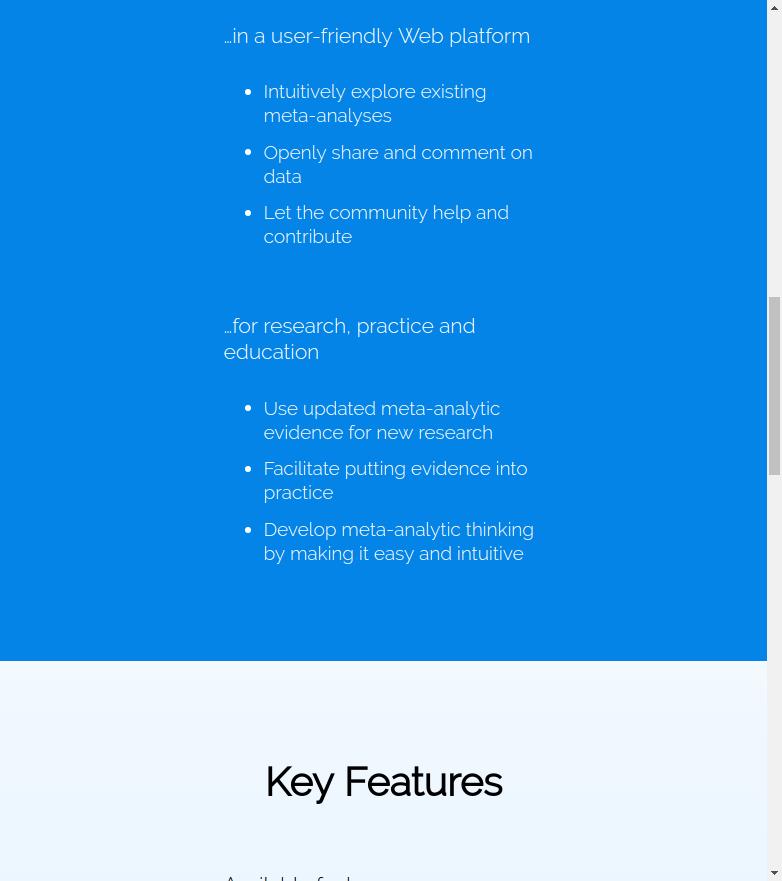 …in a user-friendly Web platform
Intuitively explore existing
meta-analyses
Openly share and comment on
data
Let the community help and
contribute
…for research, practice and
education
Use updated meta-analytic
evidence for new research
Facilitate putting evidence into
practice
Develop meta-analytic thinking
by making it easy and intuitive
Key Features